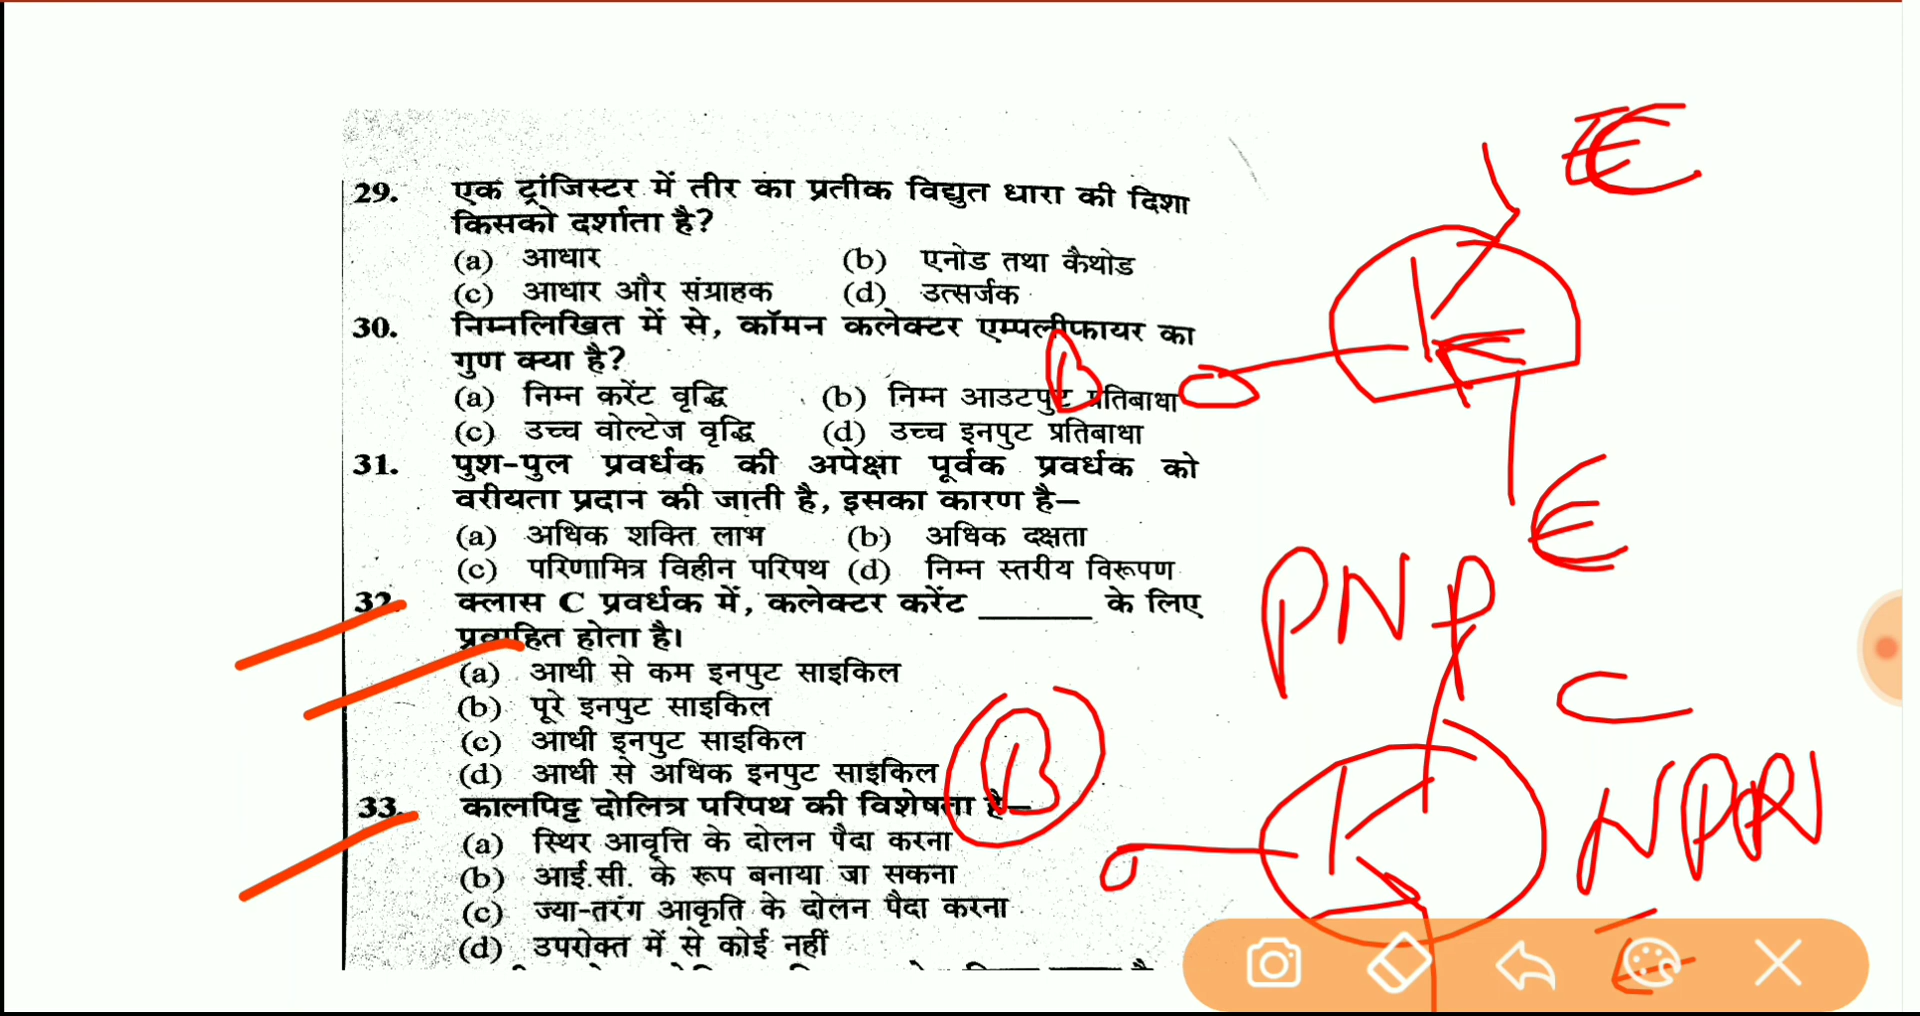 29. एक ट्रांजिस्टर में तीर का प्रतीक विद्युत धारा की दिशा
किसको दर्शाता है?
(a) आधार (b) एनोड तथा कैथोड
(c) आधार और संग्राहक (d) उत्सर्जक
30. निम्नलिखित में से, कॉमन कलेक्टर एम्पलीफायर का
गुण क्या है?
(a) निम्न करेंट वृद्धि (b) निम्न आउटपुट प्रतिबाधा
(c) उच्च वोल्टेज वृद्धि (d) उच्च इनपुट प्रतिबाधा
31. पुश-पुल प्रवर्धक की अपेक्षा पूर्वक प्रवर्धक को
वरीयता प्रदान की जाती है, इसका कारण है–
(a) अधिक शक्ति लाभ (b) अधिक दक्षता
(c) परिणामित्र विहीन परिपथ (d) निम्न स्तरीय विरूपण
32. क्लास C प्रवर्धक में, कलेक्टर करेंट ______ के लिए
प्रवाहित होता है।
(a) आधी से कम इनपुट साइकिल
(b) पूरे इनपुट साइकिल
(c) आधी इनपुट साइकिल
(d) आधी से अधिक इनपुट साइकिल
33. कालपिट्ट दोलित्र परिपथ की विशेषता है–
(a) स्थिर आवृत्ति के दोलन पैदा करना
(b) आई.सी. के रूप बनाया जा सकना
(c) ज्या-तरंग आकृति के दोलन पैदा करना
(d) उपरोक्त में से कोई नहीं
E
PNP
C
B